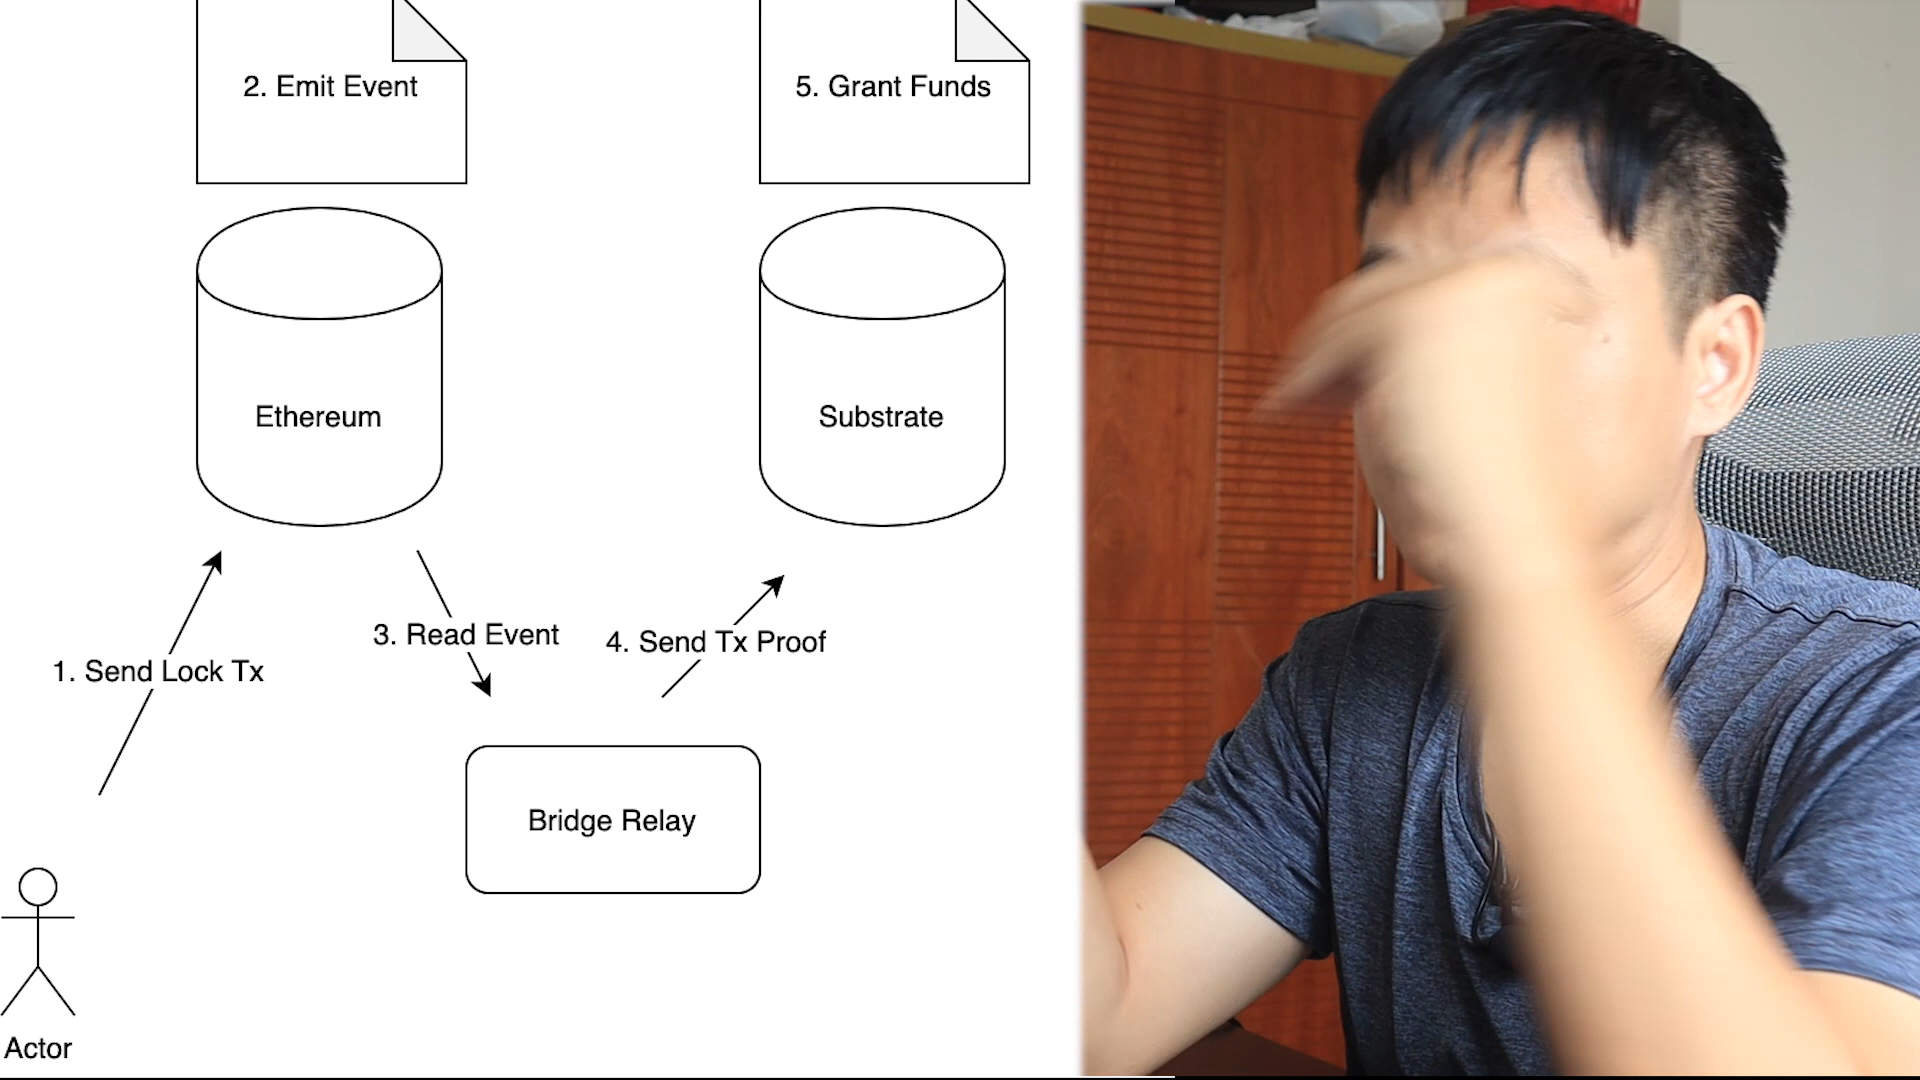 2. Emit Event
5. Grant Funds
Ethereum
Substrate
3. Read Event
4. Send Tx Proof
1. Send Lock Tx
Bridge Relay
Actor